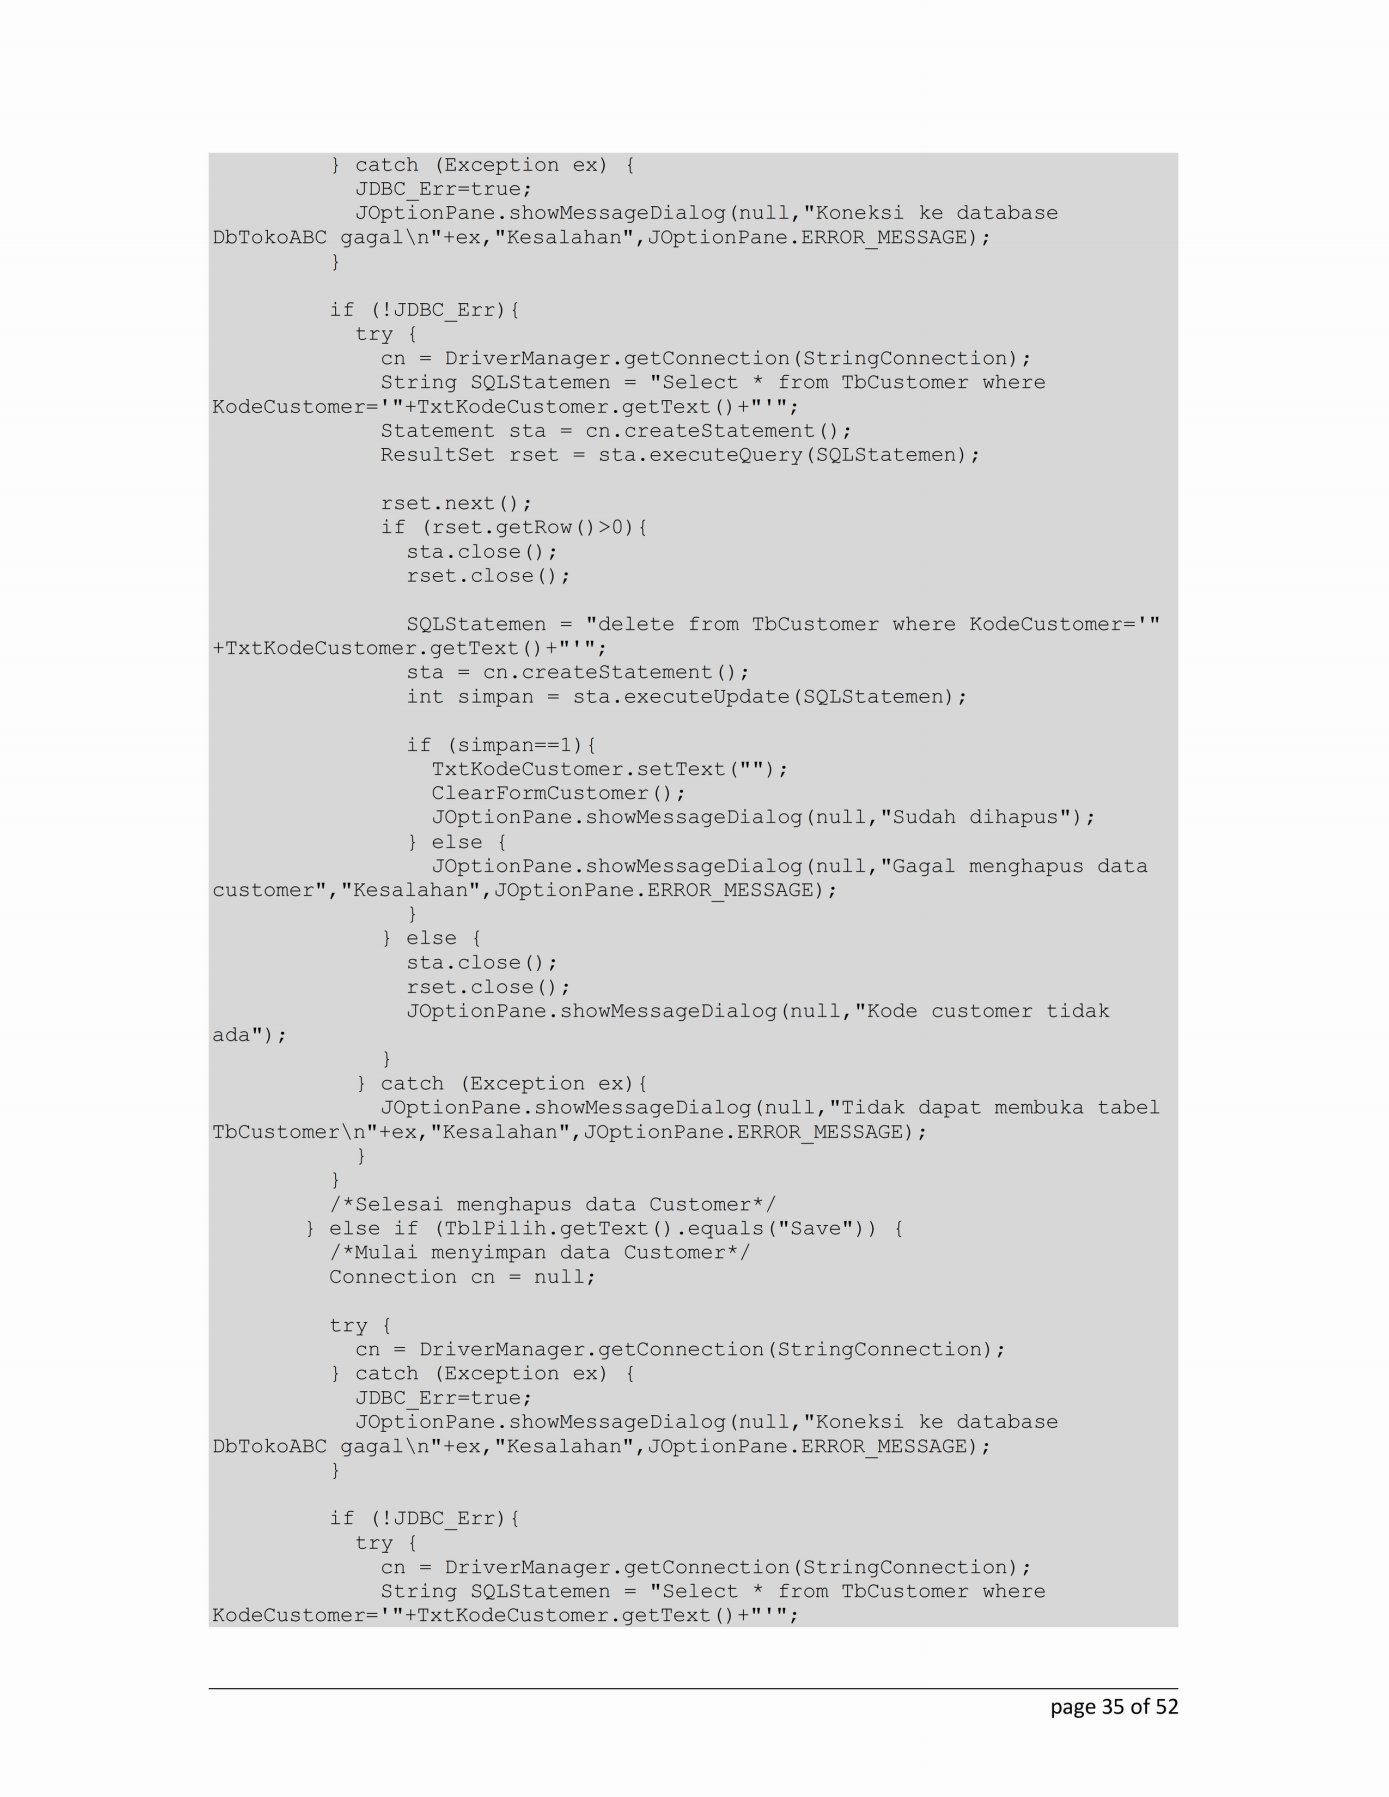 } catch (Exception ex) {
JDBC_Err=true;
JOptionPane.showMessageDialog(null,"Koneksi ke database
DbTokoABC gagal\n"+ex,"Kesalahan",JOptionPane.ERROR_MESSAGE);
}
if (!JDBC_Err){
try {
cn = DriverManager.getConnection(StringConnection);
String SQLStatemen = "Select * from TbCustomer where
KodeCustomer='"+TxtKodeCustomer.getText()+"'";
Statement sta = cn.createStatement();
ResultSet rset = sta.executeQuery(SQLStatemen);
rset.next();
if (rset.getRow()>0){
sta.close();
rset.close();
SQLStatemen = "delete from TbCustomer where KodeCustomer='"
+TxtKodeCustomer.getText()+"'";
sta = cn.createStatement();
int simpan = sta.executeUpdate(SQLStatemen);
if (simpan==1){
TxtKodeCustomer.setText("");
ClearFormCustomer();
JOptionPane.showMessageDialog(null,"Sudah dihapus");
} else {
JOptionPane.showMessageDialog(null,"Gagal menghapus data
customer","Kesalahan",JOptionPane.ERROR_MESSAGE);
}
} else {
sta.close();
rset.close();
JOptionPane.showMessageDialog(null,"Kode customer tidak
ada");
}
} catch (Exception ex){
JOptionPane.showMessageDialog(null,"Tidak dapat membuka tabel
TbCustomer\n"+ex,"Kesalahan",JOptionPane.ERROR_MESSAGE);
}
}
/*Selesai menghapus data Customer*/
} else if (TblPilih.getText().equals("Save")) {
/*Mulai menyimpan data Customer*/
Connection cn = null;
try {
cn = DriverManager.getConnection(StringConnection);
} catch (Exception ex) {
JDBC_Err=true;
JOptionPane.showMessageDialog(null,"Koneksi ke database
DbTokoABC gagal\n"+ex,"Kesalahan",JOptionPane.ERROR_MESSAGE);
}
if (!JDBC_Err){
try {
cn = DriverManager.getConnection(StringConnection);
String SQLStatemen = "Select * from TbCustomer where
KodeCustomer='"+TxtKodeCustomer.getText()+"'";
page 35 of 52